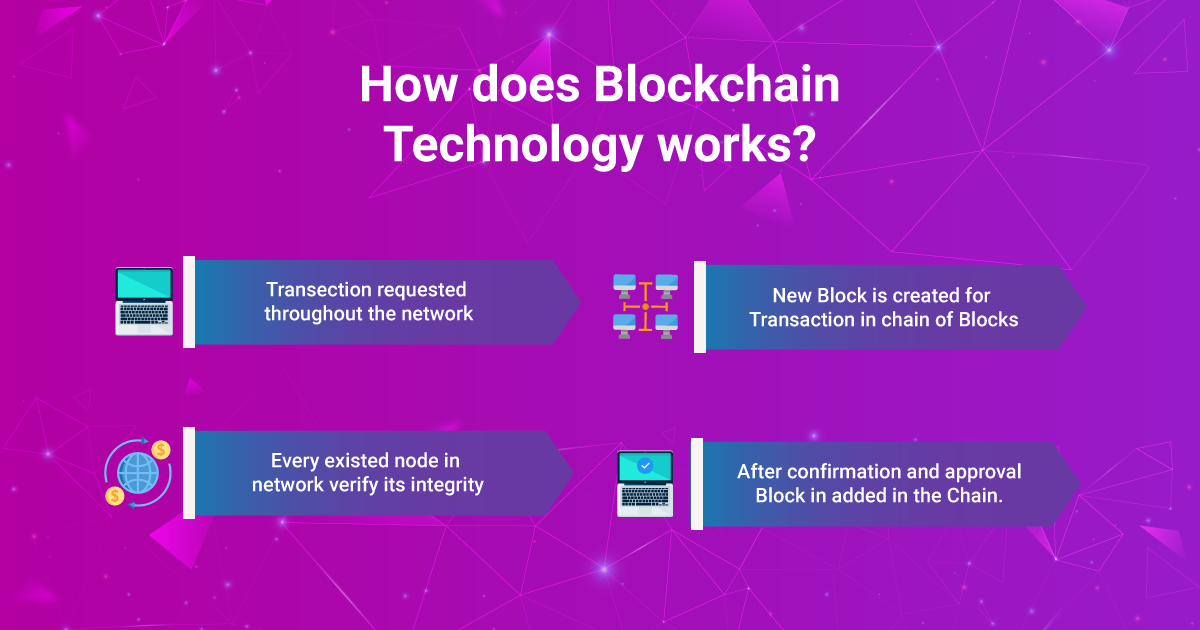 How does Blockchain
Technology works?
Transection requested
throughout the network
New Block is created for
Transaction in chain of Blocks
Every existed node in
network verify its integrity
After confirmation and approval
Block in added in the Chain.